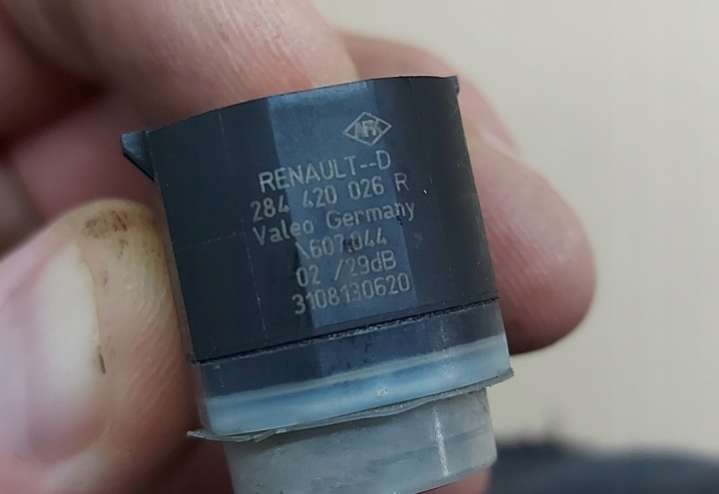 RENAULT--D
284 420 026 R
Valeo Germany
02 /29dB
3108130620